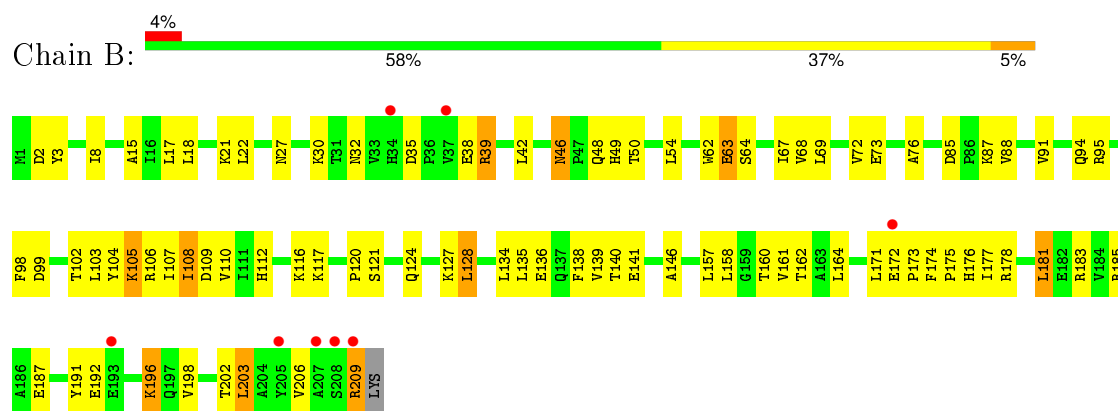 4%
Chain B:
58% 37% 5%
M1 D2 Y3 I8 A15 I16 L17 L18 K21 L22 N27 K30 T31 N32 V33 H34 D35 P36 V37 E38 R39 L42 N46 P47 Q48 H49 T50 L54 W62 E63 S64 I67 V68 L69 V72 E73 A76 D85 P86 K87 V88 V91 Q94 R95
F98 D99 T102 L103 Y104 K105 R106 I107 I108 D109 V110 I111 H112 K116 K117 P120 S121 Q124 K127 L128 L134 L135 E136 Q137 F138 V139 T140 E141 A146 L157 L158 G159 T160 V161 T162 A163 L164 L171 E172 P173 F174 P175 H176 I177 R178 L181 E182 R183 V184 R185
A186 E187 Y191 E192 E193 K196 Q197 V198 T202 L203 A204 Y205 V206 A207 S208 R209 LYS